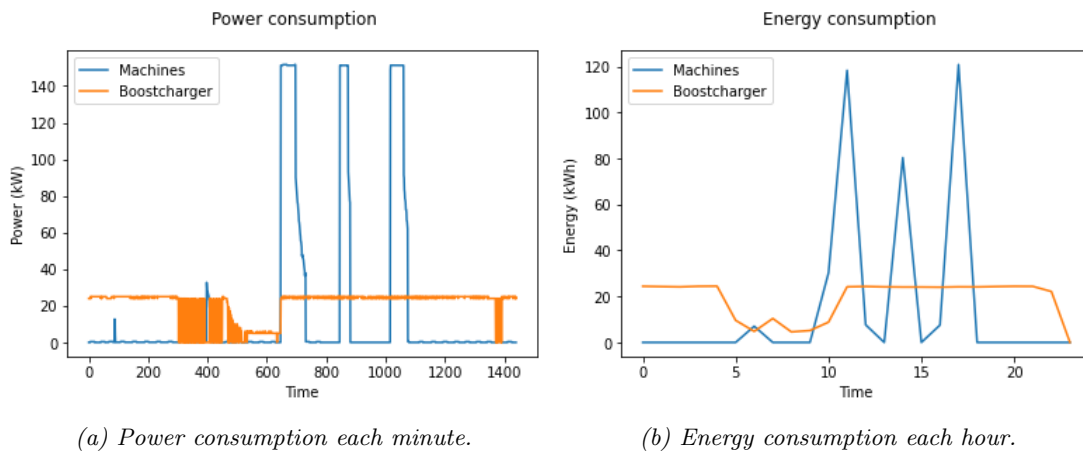 Power consumption
Machines
Boostcharger
Power (kW)
140
120
100
80
60
40
20
0
0 200 400 600 800 1000 1200 1400
Time
(a) Power consumption each minute.
Energy consumption
Machines
Boostcharger
Energy (kWh)
120
100
80
60
40
20
0
0 5 10 15 20
Time
(b) Energy consumption each hour.